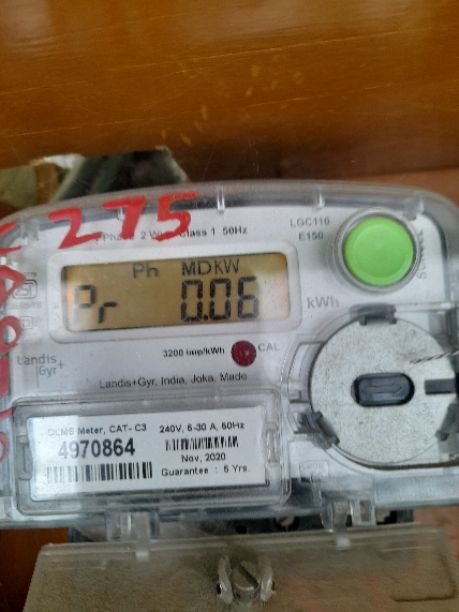 275
LGC110
E150
Phase 2 Wire Class 1 50Hz
Ph MDKW
Pr 0.06
kWh
3200 imp/kWh
CAL
Landis
Gyr+
Landis+Gyr, India, Joka, Made
DLMS Meter, CAT- C3
240V, 5-30 A, 50Hz
4970864
Nov, 2020
Guarantee : 5 Yrs.